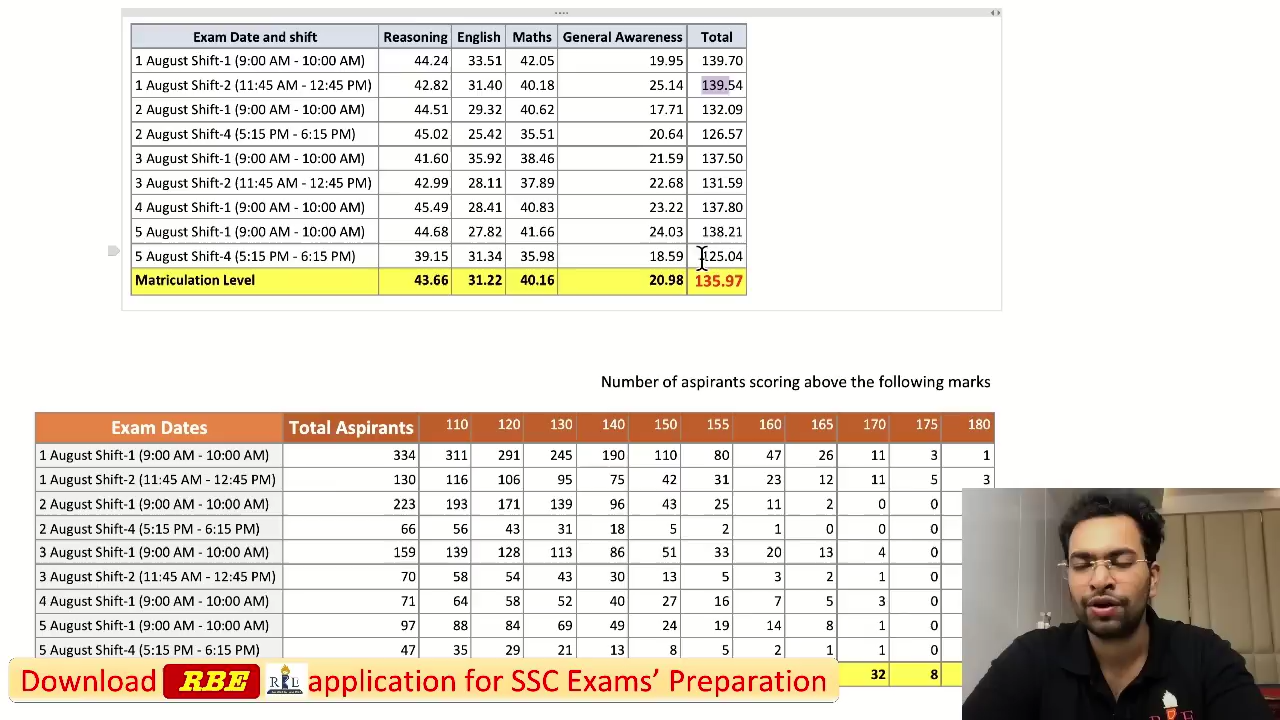 Exam Date and shift Reasoning English Maths General Awareness Total
1 August Shift-1 (9:00 AM - 10:00 AM) 44.24 33.51 42.05 19.95 139.70
1 August Shift-2 (11:45 AM - 12:45 PM) 42.82 31.40 40.18 25.14 139.54
2 August Shift-1 (9:00 AM - 10:00 AM) 44.51 29.32 40.62 17.71 132.09
2 August Shift-4 (5:15 PM - 6:15 PM) 45.02 25.42 35.51 20.64 126.57
3 August Shift-1 (9:00 AM - 10:00 AM) 41.60 35.92 38.46 21.59 137.50
3 August Shift-2 (11:45 AM - 12:45 PM) 42.99 28.11 37.89 22.68 131.59
4 August Shift-1 (9:00 AM - 10:00 AM) 45.49 28.41 40.83 23.22 137.80
5 August Shift-1 (9:00 AM - 10:00 AM) 44.68 27.82 41.66 24.03 138.21
5 August Shift-4 (5:15 PM - 6:15 PM) 39.15 31.34 35.98 18.59 125.04
Matriculation Level 43.66 31.22 40.16 20.98 135.97
Number of aspirants scoring above the following marks
Exam Dates Total Aspirants 110 120 130 140 150 155 160 165 170 175 180
1 August Shift-1 (9:00 AM - 10:00 AM) 334 311 291 245 190 110 80 47 26 11 3 1
1 August Shift-2 (11:45 AM - 12:45 PM) 130 116 106 95 75 42 31 23 12 11 5 3
2 August Shift-1 (9:00 AM - 10:00 AM) 223 193 171 139 96 43 25 11 2 0 0
2 August Shift-4 (5:15 PM - 6:15 PM) 66 56 43 31 18 5 2 1 0 0 0
3 August Shift-1 (9:00 AM - 10:00 AM) 159 139 128 113 86 51 33 20 13 4 0
3 August Shift-2 (11:45 AM - 12:45 PM) 70 58 54 43 30 13 5 3 2 1 0
4 August Shift-1 (9:00 AM - 10:00 AM) 71 64 58 52 40 27 16 7 5 3 0
5 August Shift-1 (9:00 AM - 10:00 AM) 97 88 84 69 49 24 19 14 8 1 0
5 August Shift-4 (5:15 PM - 6:15 PM) 47 35 29 21 13 8 5 2 1 1 0
32 8
Download RBE RBE application for SSC Exams' Preparation